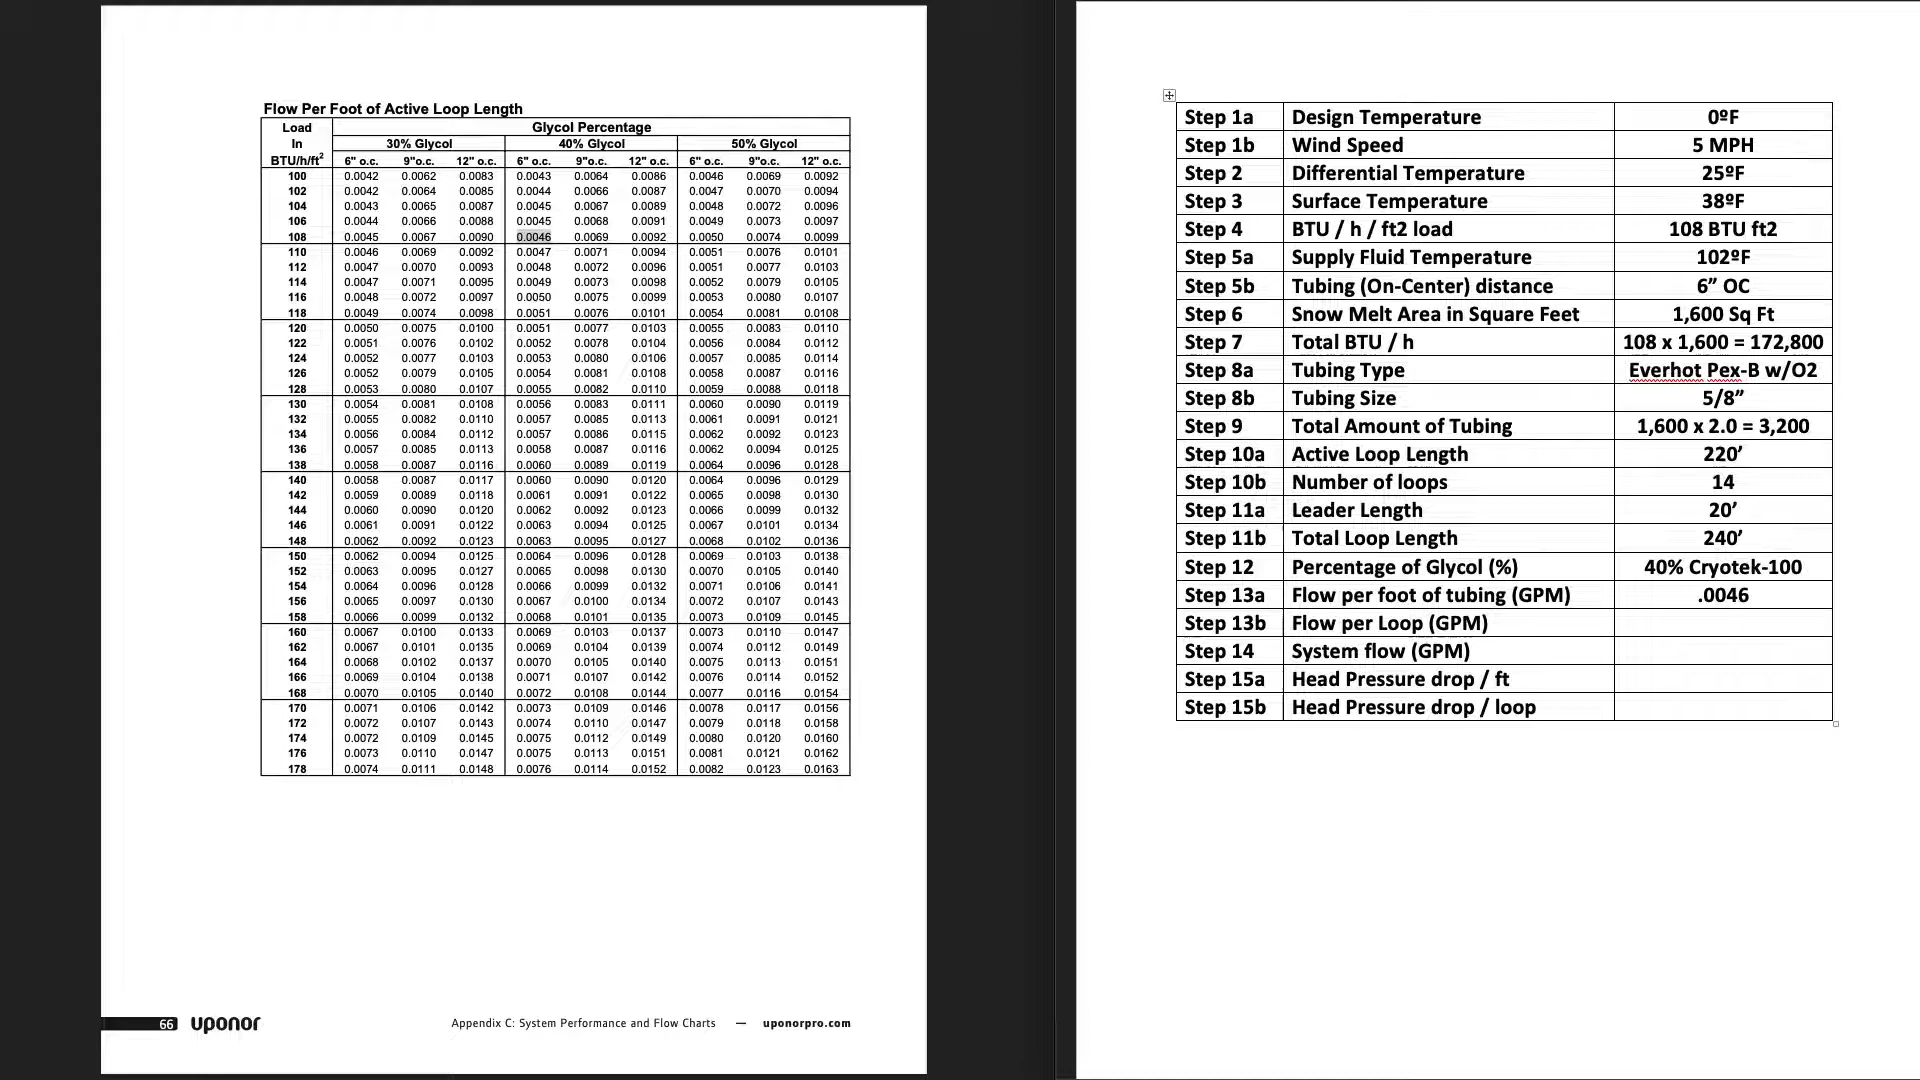 Flow Per Foot of Active Loop Length
Load In BTU/h/ft2 Glycol Percentage
30% Glycol 40% Glycol 50% Glycol
6" o.c. 9"o.c. 12" o.c. 6" o.c. 9"o.c. 12" o.c. 6" o.c. 9"o.c. 12" o.c.
100 0.0042 0.0062 0.0083 0.0043 0.0064 0.0086 0.0046 0.0069 0.0092
102 0.0042 0.0064 0.0085 0.0044 0.0066 0.0087 0.0047 0.0070 0.0094
104 0.0043 0.0065 0.0087 0.0045 0.0067 0.0089 0.0048 0.0072 0.0096
106 0.0044 0.0066 0.0088 0.0045 0.0068 0.0091 0.0049 0.0073 0.0097
108 0.0045 0.0067 0.0090 0.0046 0.0069 0.0092 0.0050 0.0074 0.0099
110 0.0046 0.0069 0.0092 0.0047 0.0071 0.0094 0.0051 0.0076 0.0101
112 0.0047 0.0070 0.0093 0.0048 0.0072 0.0096 0.0051 0.0077 0.0103
114 0.0047 0.0071 0.0095 0.0049 0.0073 0.0098 0.0052 0.0079 0.0105
116 0.0048 0.0072 0.0097 0.0050 0.0075 0.0099 0.0053 0.0080 0.0107
118 0.0049 0.0074 0.0098 0.0051 0.0076 0.0101 0.0054 0.0081 0.0108
120 0.0050 0.0075 0.0100 0.0051 0.0077 0.0103 0.0055 0.0083 0.0110
122 0.0051 0.0076 0.0102 0.0052 0.0078 0.0104 0.0056 0.0084 0.0112
124 0.0052 0.0077 0.0103 0.0053 0.0080 0.0106 0.0057 0.0085 0.0114
126 0.0052 0.0079 0.0105 0.0054 0.0081 0.0108 0.0058 0.0087 0.0116
128 0.0053 0.0080 0.0107 0.0055 0.0082 0.0110 0.0059 0.0088 0.0118
130 0.0054 0.0081 0.0108 0.0056 0.0083 0.0111 0.0060 0.0090 0.0119
132 0.0055 0.0082 0.0110 0.0057 0.0085 0.0113 0.0061 0.0091 0.0121
134 0.0056 0.0084 0.0112 0.0057 0.0086 0.0115 0.0062 0.0092 0.0123
136 0.0057 0.0085 0.0113 0.0058 0.0087 0.0116 0.0062 0.0094 0.0125
138 0.0058 0.0087 0.0116 0.0060 0.0089 0.0119 0.0064 0.0096 0.0128
140 0.0058 0.0087 0.0117 0.0060 0.0090 0.0120 0.0064 0.0096 0.0129
142 0.0059 0.0089 0.0118 0.0061 0.0091 0.0122 0.0065 0.0098 0.0130
144 0.0060 0.0090 0.0120 0.0062 0.0092 0.0123 0.0066 0.0099 0.0132
146 0.0061 0.0091 0.0122 0.0063 0.0094 0.0125 0.0067 0.0101 0.0134
148 0.0062 0.0092 0.0123 0.0063 0.0095 0.0127 0.0068 0.0102 0.0136
150 0.0062 0.0094 0.0125 0.0064 0.0096 0.0128 0.0069 0.0103 0.0138
152 0.0063 0.0095 0.0127 0.0065 0.0098 0.0130 0.0070 0.0105 0.0140
154 0.0064 0.0096 0.0128 0.0066 0.0099 0.0132 0.0071 0.0106 0.0141
156 0.0065 0.0097 0.0130 0.0067 0.0100 0.0134 0.0072 0.0107 0.0143
158 0.0066 0.0099 0.0132 0.0068 0.0101 0.0135 0.0073 0.0109 0.0145
160 0.0067 0.0100 0.0133 0.0069 0.0103 0.0137 0.0073 0.0110 0.0147
162 0.0067 0.0101 0.0135 0.0069 0.0104 0.0139 0.0074 0.0112 0.0149
164 0.0068 0.0102 0.0137 0.0070 0.0105 0.0140 0.0075 0.0113 0.0151
166 0.0069 0.0104 0.0138 0.0071 0.0107 0.0142 0.0076 0.0114 0.0152
168 0.0070 0.0105 0.0140 0.0072 0.0108 0.0144 0.0077 0.0116 0.0154
170 0.0071 0.0106 0.0142 0.0073 0.0109 0.0146 0.0078 0.0117 0.0156
172 0.0072 0.0107 0.0143 0.0074 0.0110 0.0147 0.0079 0.0118 0.0158
174 0.0072 0.0109 0.0145 0.0075 0.0112 0.0149 0.0080 0.0120 0.0160
176 0.0073 0.0110 0.0147 0.0075 0.0113 0.0151 0.0081 0.0121 0.0162
178 0.0074 0.0111 0.0148 0.0076 0.0114 0.0152 0.0082 0.0123 0.0163
66 uponor Appendix C: System Performance and Flow Charts — uponorpro.com
Step 1a Design Temperature 0ºF
Step 1b Wind Speed 5 MPH
Step 2 Differential Temperature 25ºF
Step 3 Surface Temperature 38ºF
Step 4 BTU / h / ft2 load 108 BTU ft2
Step 5a Supply Fluid Temperature 102ºF
Step 5b Tubing (On-Center) distance 6” OC
Step 6 Snow Melt Area in Square Feet 1,600 Sq Ft
Step 7 Total BTU / h 108 x 1,600 = 172,800
Step 8a Tubing Type Everhot Pex-B w/O2
Step 8b Tubing Size 5/8”
Step 9 Total Amount of Tubing 1,600 x 2.0 = 3,200
Step 10a Active Loop Length 220’
Step 10b Number of loops 14
Step 11a Leader Length 20’
Step 11b Total Loop Length 240’
Step 12 Percentage of Glycol (%) 40% Cryotek-100
Step 13a Flow per foot of tubing (GPM) .0046
Step 13b Flow per Loop (GPM)
Step 14 System flow (GPM)
Step 15a Head Pressure drop / ft
Step 15b Head Pressure drop / loop